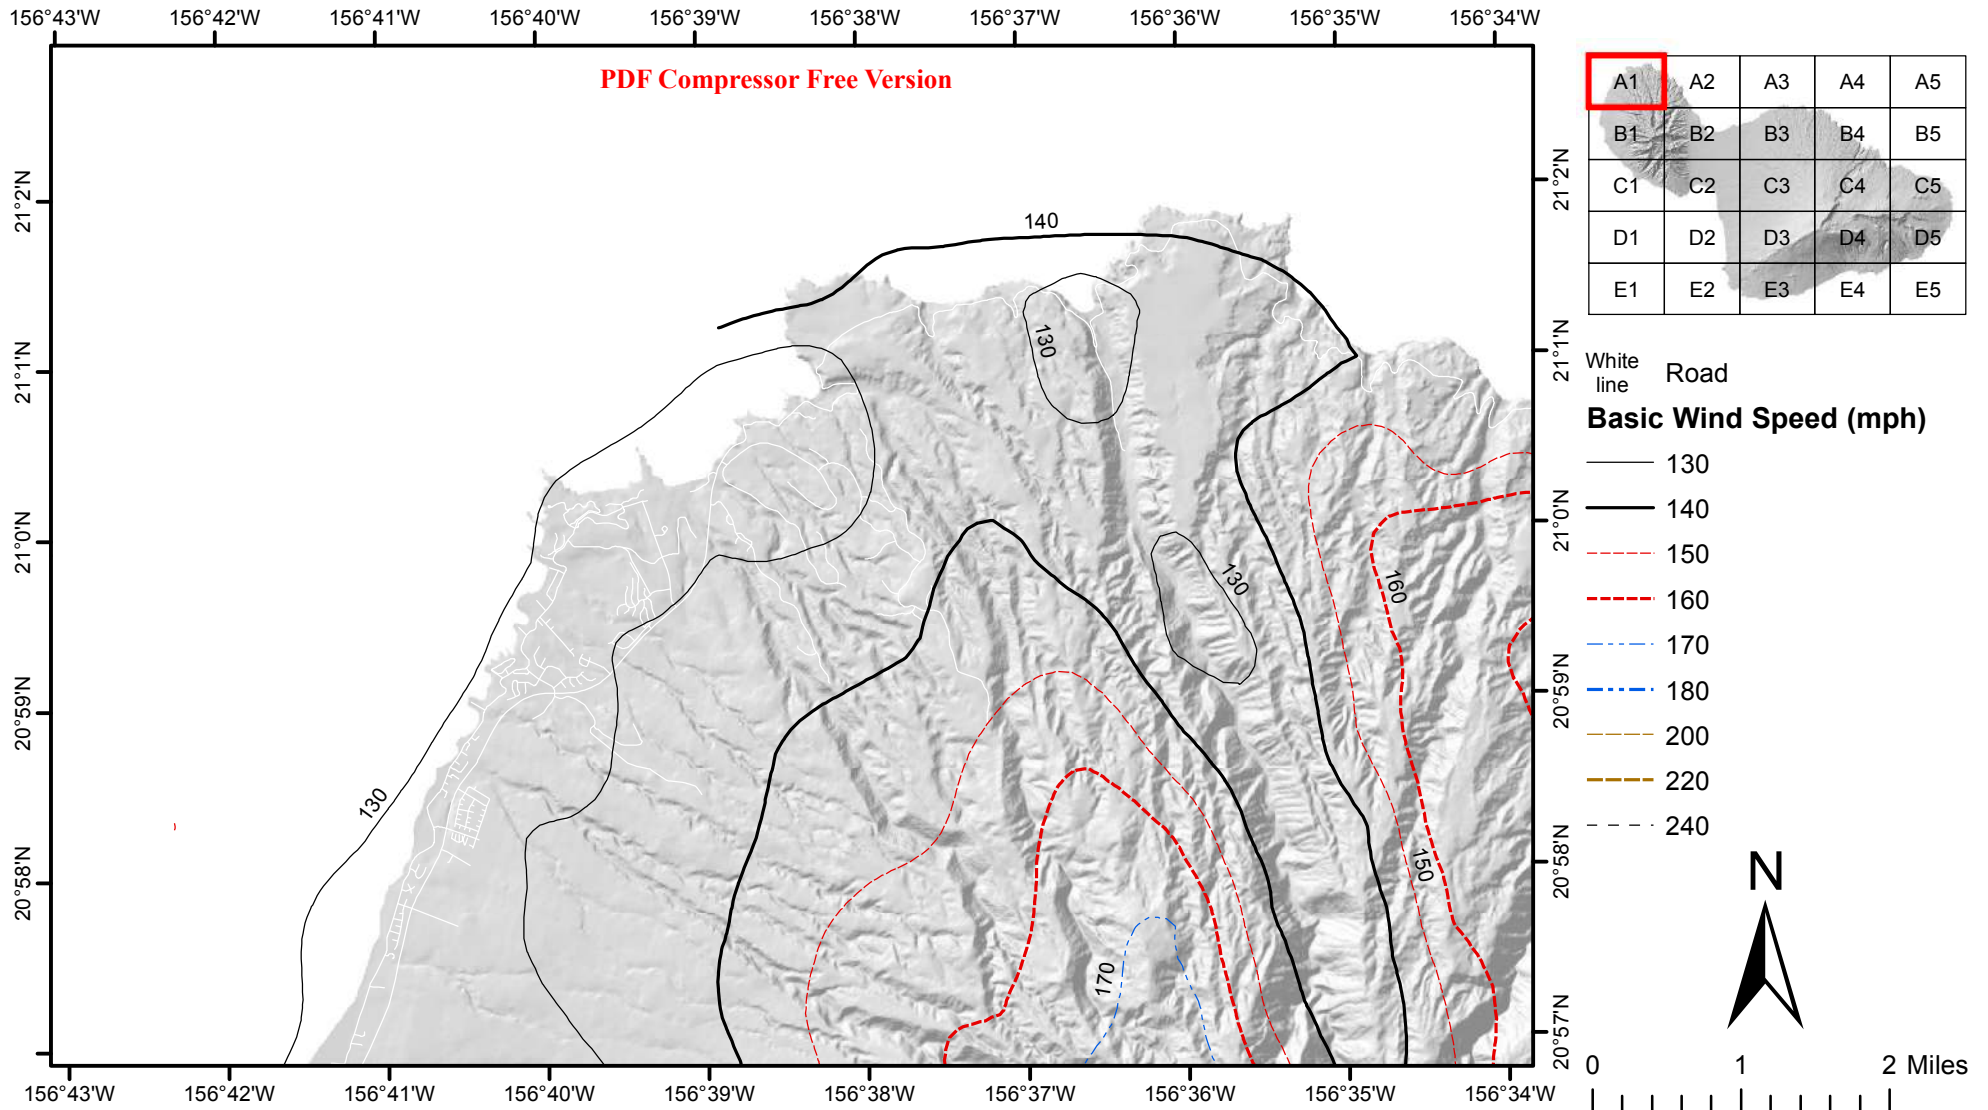 156°43'W 156°42'W 156°41'W 156°40'W 156°39'W 156°38'W 156°37'W 156°36'W 156°35'W 156°34'W
PDF Compressor Free Version
21°2'N
21°1'N
21°0'N
20°59'N
20°58'N
140
130
130
130
160
150
170
21°2'N
21°1'N
21°0'N
20°59'N
20°58'N
20°57'N
156°43'W 156°42'W 156°41'W 156°40'W 156°39'W 156°38'W 156°37'W 156°36'W 156°35'W 156°34'W
A1 A2 A3 A4 A5
B1 B2 B3 B4 B5
C1 C2 C3 C4 C5
D1 D2 D3 D4 D5
E1 E2 E3 E4 E5
White
line
Road
Basic Wind Speed (mph)
130
140
150
160
170
180
200
220
240
N
0 1 2 Miles